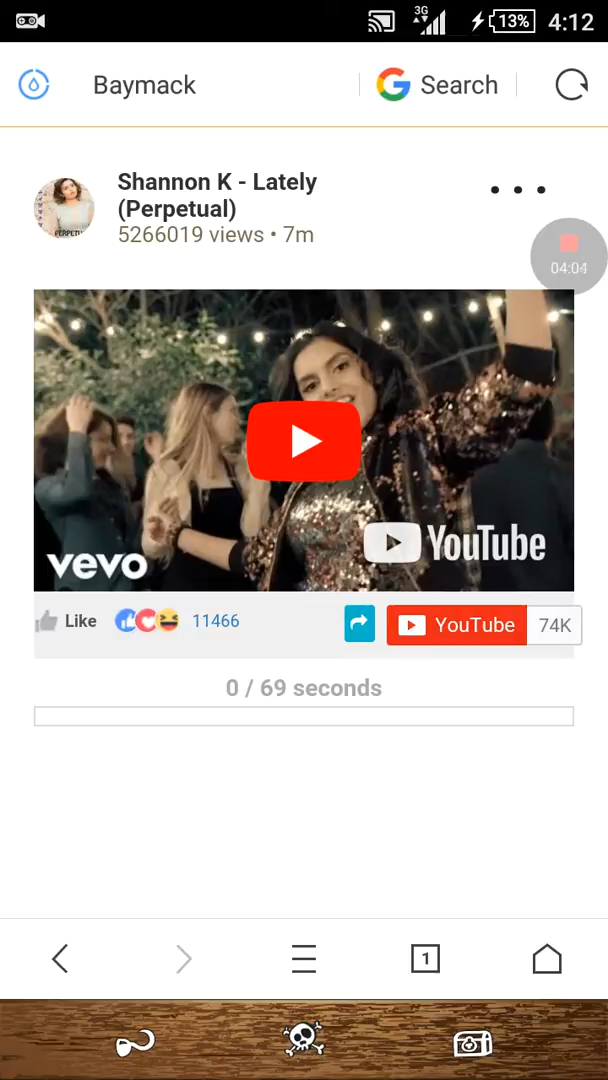 3G
13%
4:12
Baymack
Search
Shannon K - Lately
(Perpetual)
5266019 views • 7m
04:04
YouTube
vevo
Like
11466
YouTube
74K
0 / 69 seconds
1